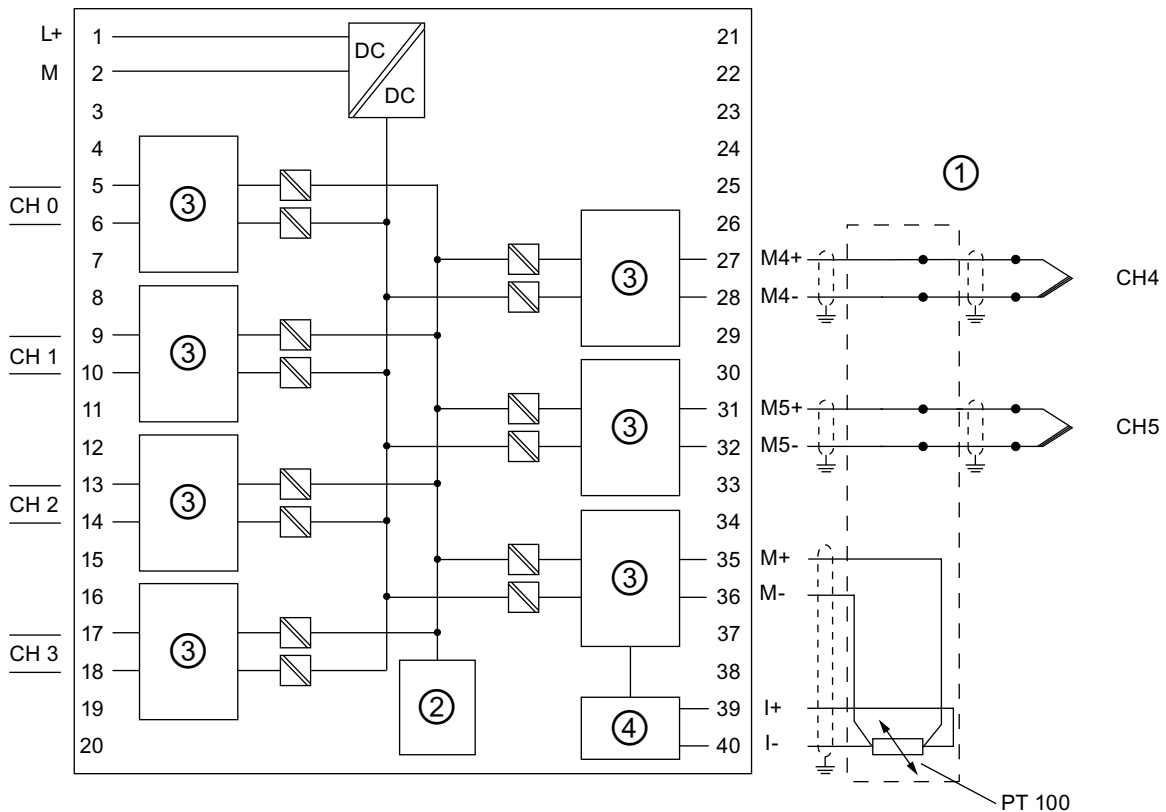 L+ 1 DC 21
M 2 DC 22
3 23
4 24
CH 0 5 ③ 25 ①
6 26
7 27 M4+
8 ③ 28 M4- CH4
CH 1 9 ③ 29
10 30
11 31 M5+
12 ③ 32 M5- CH5
CH 2 13 ③ 33
14 34
15 35 M+
16 ③ 36 M-
CH 3 17 ③ 37
18 38
19 ② 39 I+
20 ④ 40 I-
PT 100